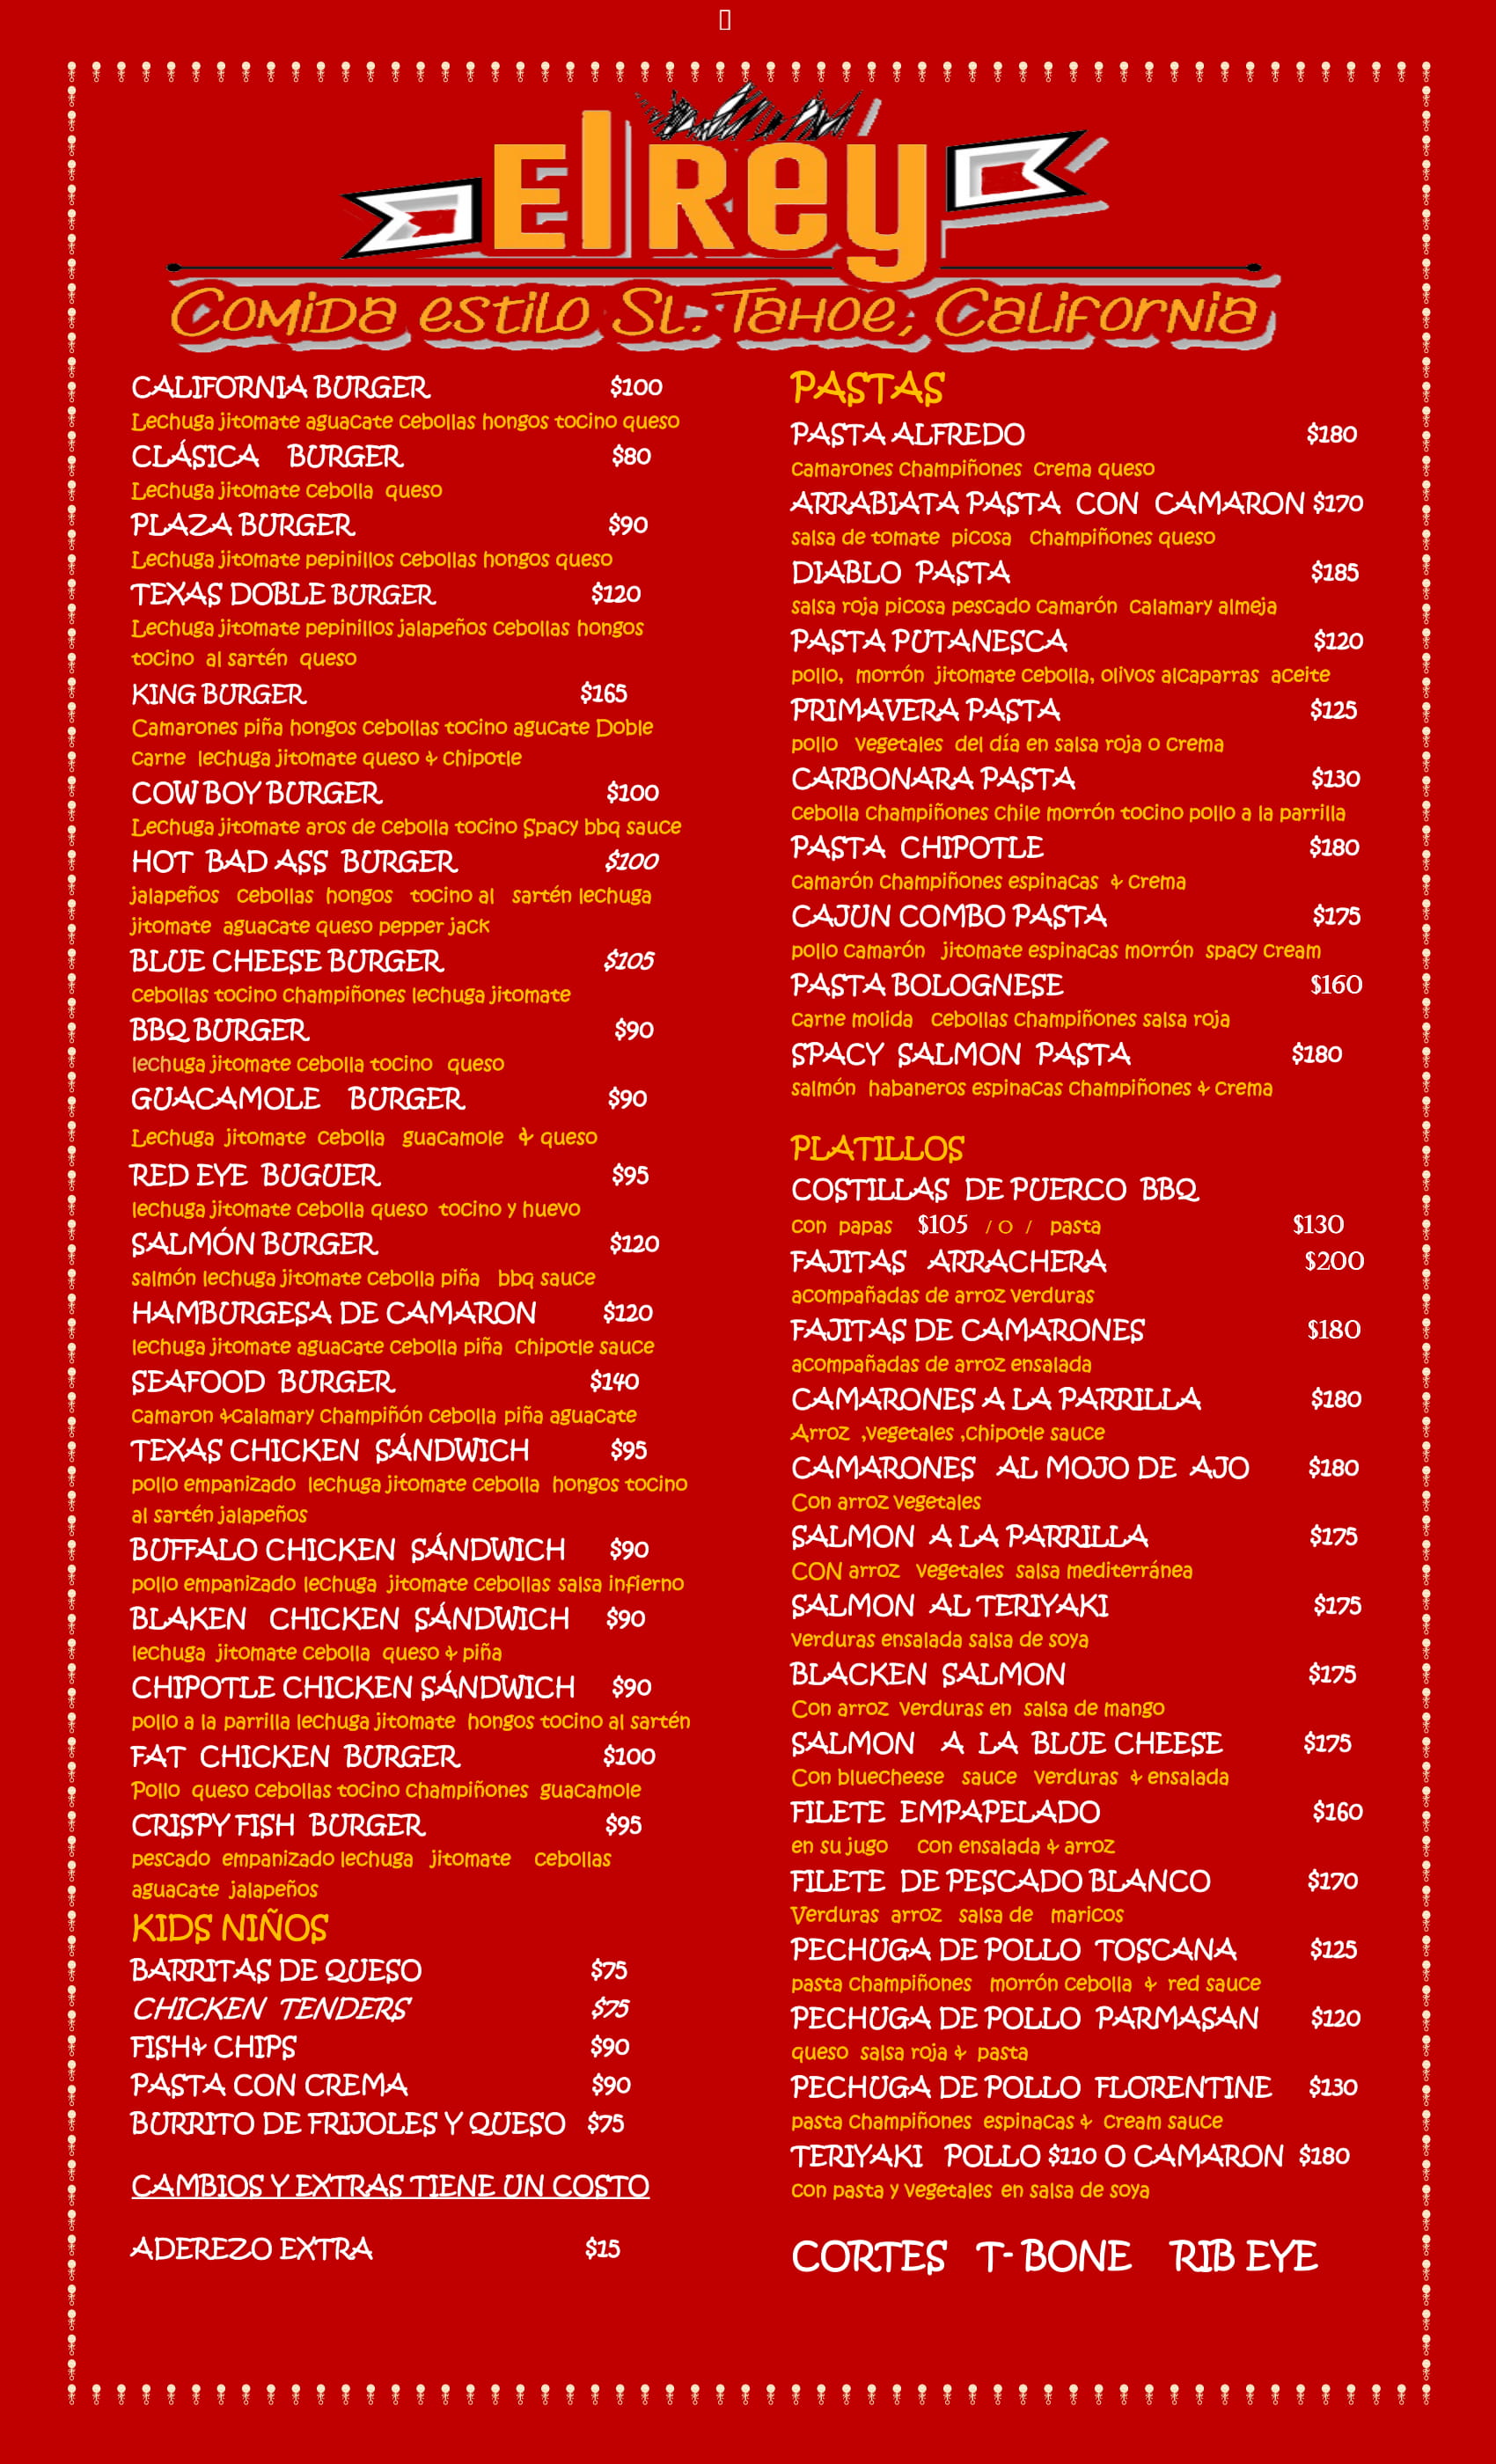 El Rey
Comida estilo SL. Tahoe, California
CALIFORNIA BURGER $100
Lechuga jitomate aguacate cebollas hongos tocino queso
CLÁSICA BURGER $80
Lechuga jitomate cebolla queso
PLAZA BURGER $90
Lechuga jitomate pepinillos cebollas hongos queso
TEXAS DOBLE BURGER $120
Lechuga jitomate pepinillos jalapeños cebollas hongos
tocino al sartén queso
KING BURGER $165
Camarones piña hongos cebollas tocino agucate Doble
carne lechuga jitomate queso & chipotle
COW BOY BURGER $100
Lechuga jitomate aros de cebolla tocino Spacy bbq sauce
HOT BAD ASS BURGER $100
jalapeños cebollas hongos tocino al sartén lechuga
jitomate aguacate queso pepper jack
BLUE CHEESE BURGER $105
cebollas tocino champiñones lechuga jitomate
BBQ BURGER $90
lechuga jitomate cebolla tocino queso
GUACAMOLE BURGER $90
Lechuga jitomate cebolla guacamole & queso
RED EYE BUGUER $95
lechuga jitomate cebolla queso tocino y huevo
SALMÓN BURGER $120
salmón lechuga jitomate cebolla piña bbq sauce
HAMBURGESA DE CAMARON $120
lechuga jitomate aguacate cebolla piña chipotle sauce
SEAFOOD BURGER $140
camaron &calamary champiñón cebolla piña aguacate
TEXAS CHICKEN SÁNDWICH $95
pollo empanizado lechuga jitomate cebolla hongos tocino
al sartén jalapeños
BUFFALO CHICKEN SÁNDWICH $90
pollo empanizado lechuga jitomate cebollas salsa infierno
BLAKEN CHICKEN SÁNDWICH $90
lechuga jitomate cebolla queso & piña
CHIPOTLE CHICKEN SÁNDWICH $90
pollo a la parrilla lechuga jitomate hongos tocino al sartén
FAT CHICKEN BURGER $100
Pollo queso cebollas tocino champiñones guacamole
CRISPY FISH BURGER $95
pescado empanizado lechuga jitomate cebollas
aguacate jalapeños
KIDS NIÑOS
BARRITAS DE QUESO $75
CHICKEN TENDERS $75
FISH& CHIPS $90
PASTA CON CREMA $90
BURRITO DE FRIJOLES Y QUESO $75
CAMBIOS Y EXTRAS TIENE UN COSTO
ADEREZO EXTRA $15
PASTAS
PASTA ALFREDO $180
camarones champiñones crema queso
ARRABIATA PASTA CON CAMARON $170
salsa de tomate picosa champiñones queso
DIABLO PASTA $185
salsa roja picosa pescado camarón calamary almeja
PASTA PUTANESCA $120
pollo, morrón jitomate cebolla, olivos alcaparras aceite
PRIMAVERA PASTA $125
pollo vegetales del día en salsa roja o crema
CARBONARA PASTA $130
cebolla champiñones chile morrón tocino pollo a la parrilla
PASTA CHIPOTLE $180
camarón champiñones espinacas & crema
CAJUN COMBO PASTA $175
pollo camarón jitomate espinacas morrón spacy cream
PASTA BOLOGNESE $160
carne molida cebollas champiñones salsa roja
SPACY SALMON PASTA $180
salmón habaneros espinacas champiñones & crema
PLATILLOS
COSTILLAS DE PUERCO BBQ
con papas $105 / O / pasta $130
FAJITAS ARRACHERA $200
acompañadas de arroz verduras
FAJITAS DE CAMARONES $180
acompañadas de arroz ensalada
CAMARONES A LA PARRILLA $180
Arroz ,vegetales ,chipotle sauce
CAMARONES AL MOJO DE AJO $180
Con arroz vegetales
SALMON A LA PARRILLA $175
CON arroz vegetales salsa mediterránea
SALMON AL TERIYAKI $175
verduras ensalada salsa de soya
BLACKEN SALMON $175
Con arroz verduras en salsa de mango
SALMON A LA BLUE CHEESE $175
Con bluecheese sauce verduras & ensalada
FILETE EMPAPELADO $160
en su jugo con ensalada & arroz
FILETE DE PESCADO BLANCO $170
Verduras arroz salsa de maricos
PECHUGA DE POLLO TOSCANA $125
pasta champiñones morrón cebolla & red sauce
PECHUGA DE POLLO PARMASAN $120
queso salsa roja & pasta
PECHUGA DE POLLO FLORENTINE $130
pasta champiñones espinacas & cream sauce
TERIYAKI POLLO $110 O CAMARON $180
con pasta y vegetales en salsa de soya
CORTES T-BONE RIB EYE